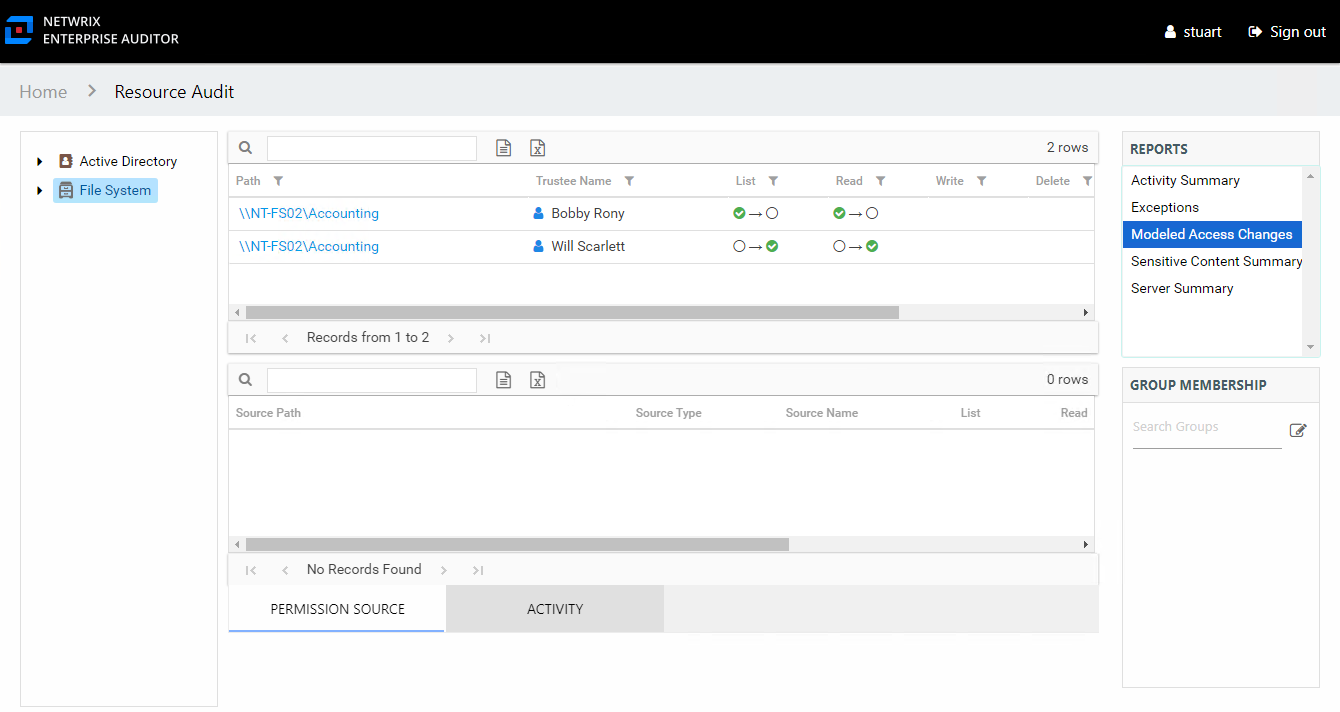 NETWRIX
ENTERPRISE AUDITOR
stuart
Sign out
Home > Resource Audit
Active Directory
File System
2 rows
Path Trustee Name List Read Write Delete
\\NT-FS02\Accounting Bobby Rony
\\NT-FS02\Accounting Will Scarlett
Records from 1 to 2
0 rows
Source Path Source Type Source Name List Read
No Records Found
PERMISSION SOURCE ACTIVITY
REPORTS
Activity Summary
Exceptions
Modeled Access Changes
Sensitive Content Summary
Server Summary
GROUP MEMBERSHIP
Search Groups